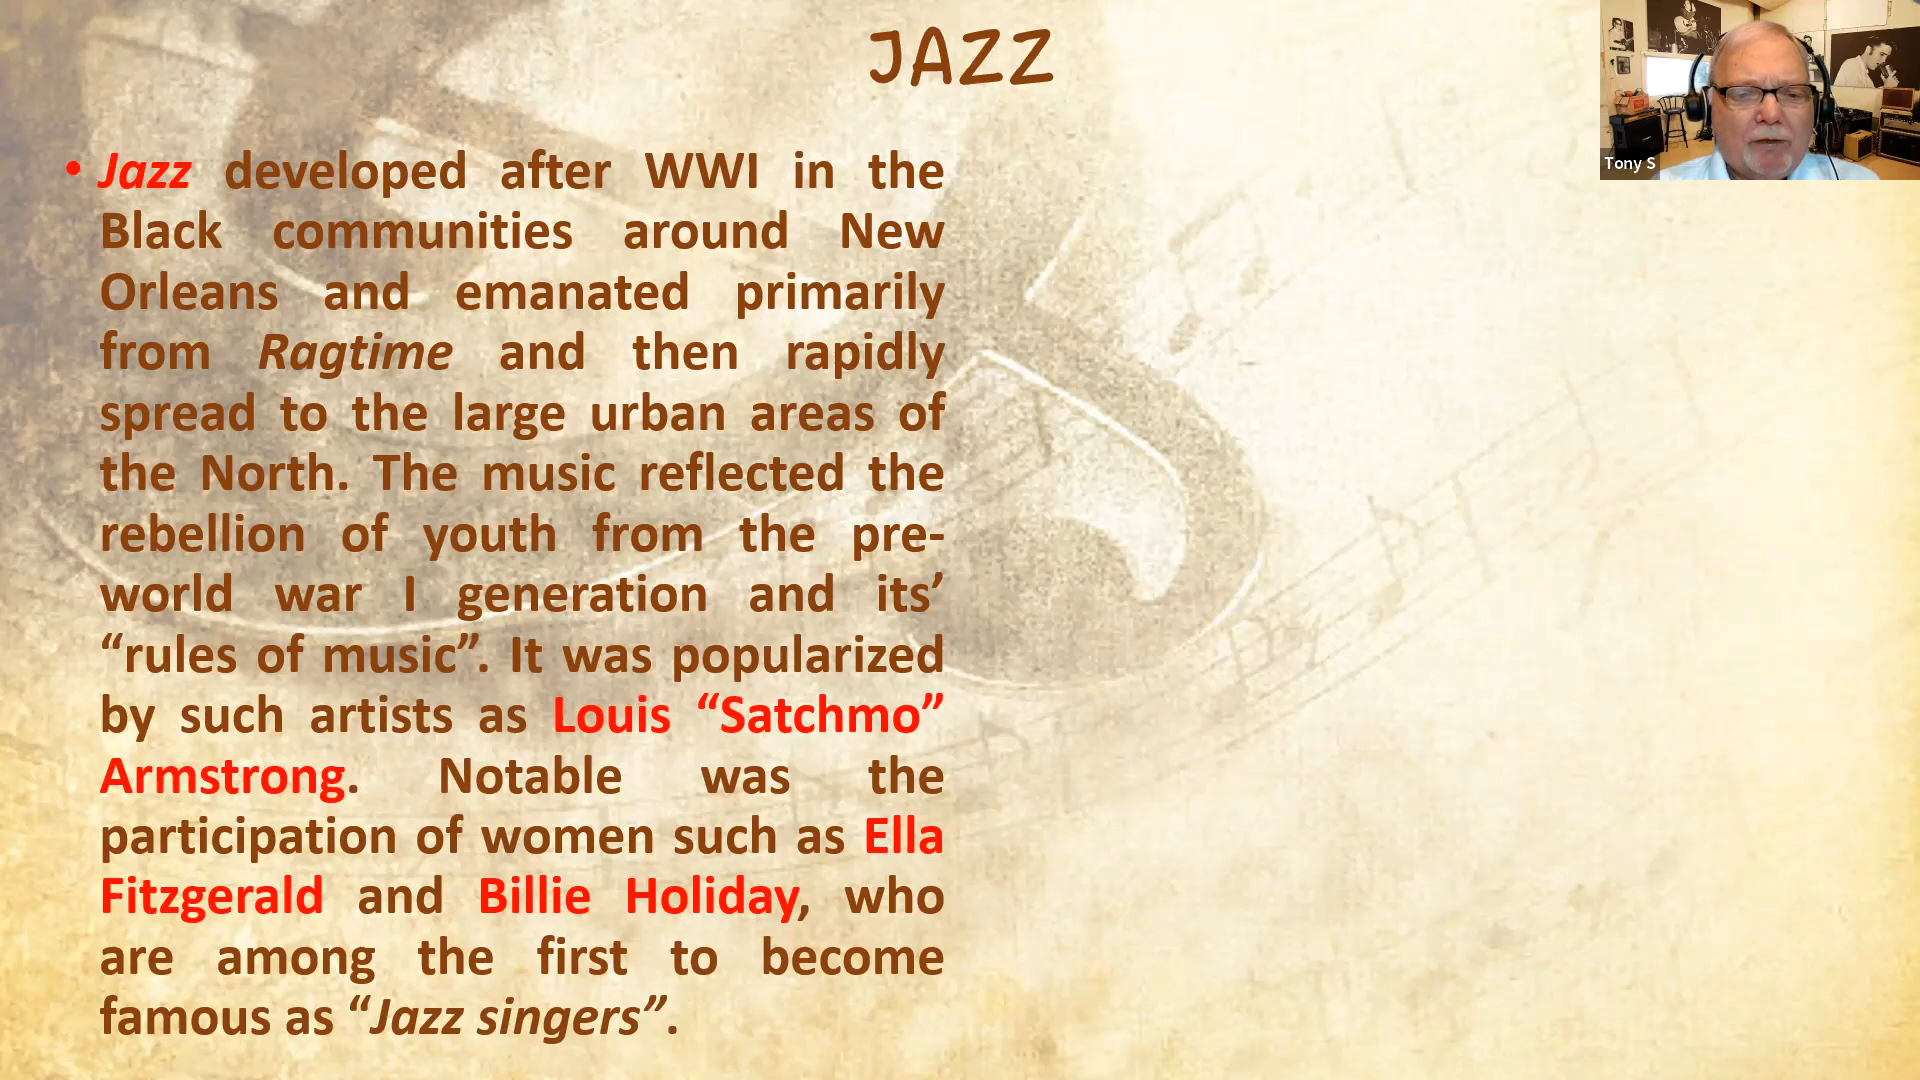 JAZZ
• Jazz developed after WWI in the
Black communities around New
Orleans and emanated primarily
from Ragtime and then rapidly
spread to the large urban areas of
the North. The music reflected the
rebellion of youth from the pre-
world war I generation and its’
“rules of music”. It was popularized
by such artists as Louis “Satchmo”
Armstrong. Notable was the
participation of women such as Ella
Fitzgerald and Billie Holiday, who
are among the first to become
famous as “Jazz singers”.
Tony S